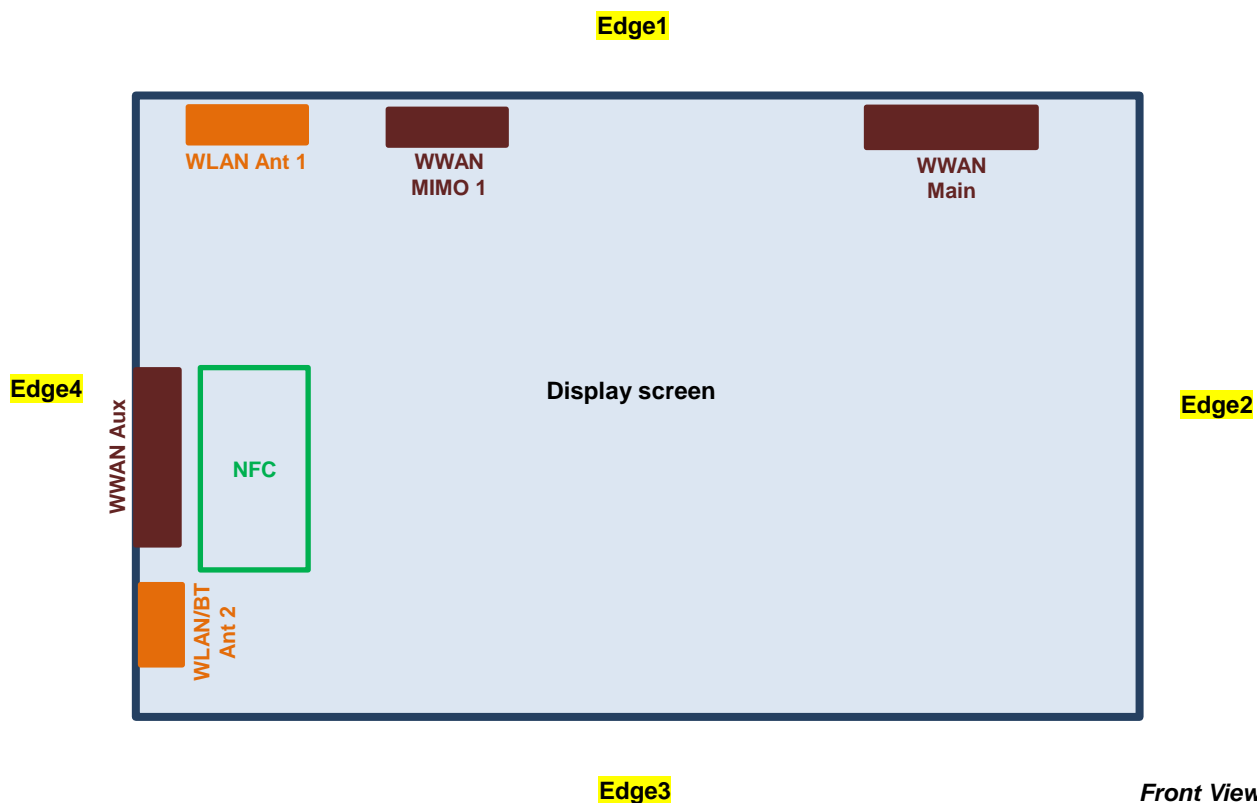 Edge1
WLAN Ant 1
WWAN
MIMO 1
WWAN
Main
Edge4
Display screen
Edge2
WWAN Aux
NFC
WLAN/BT
Ant 2
Edge3
Front View